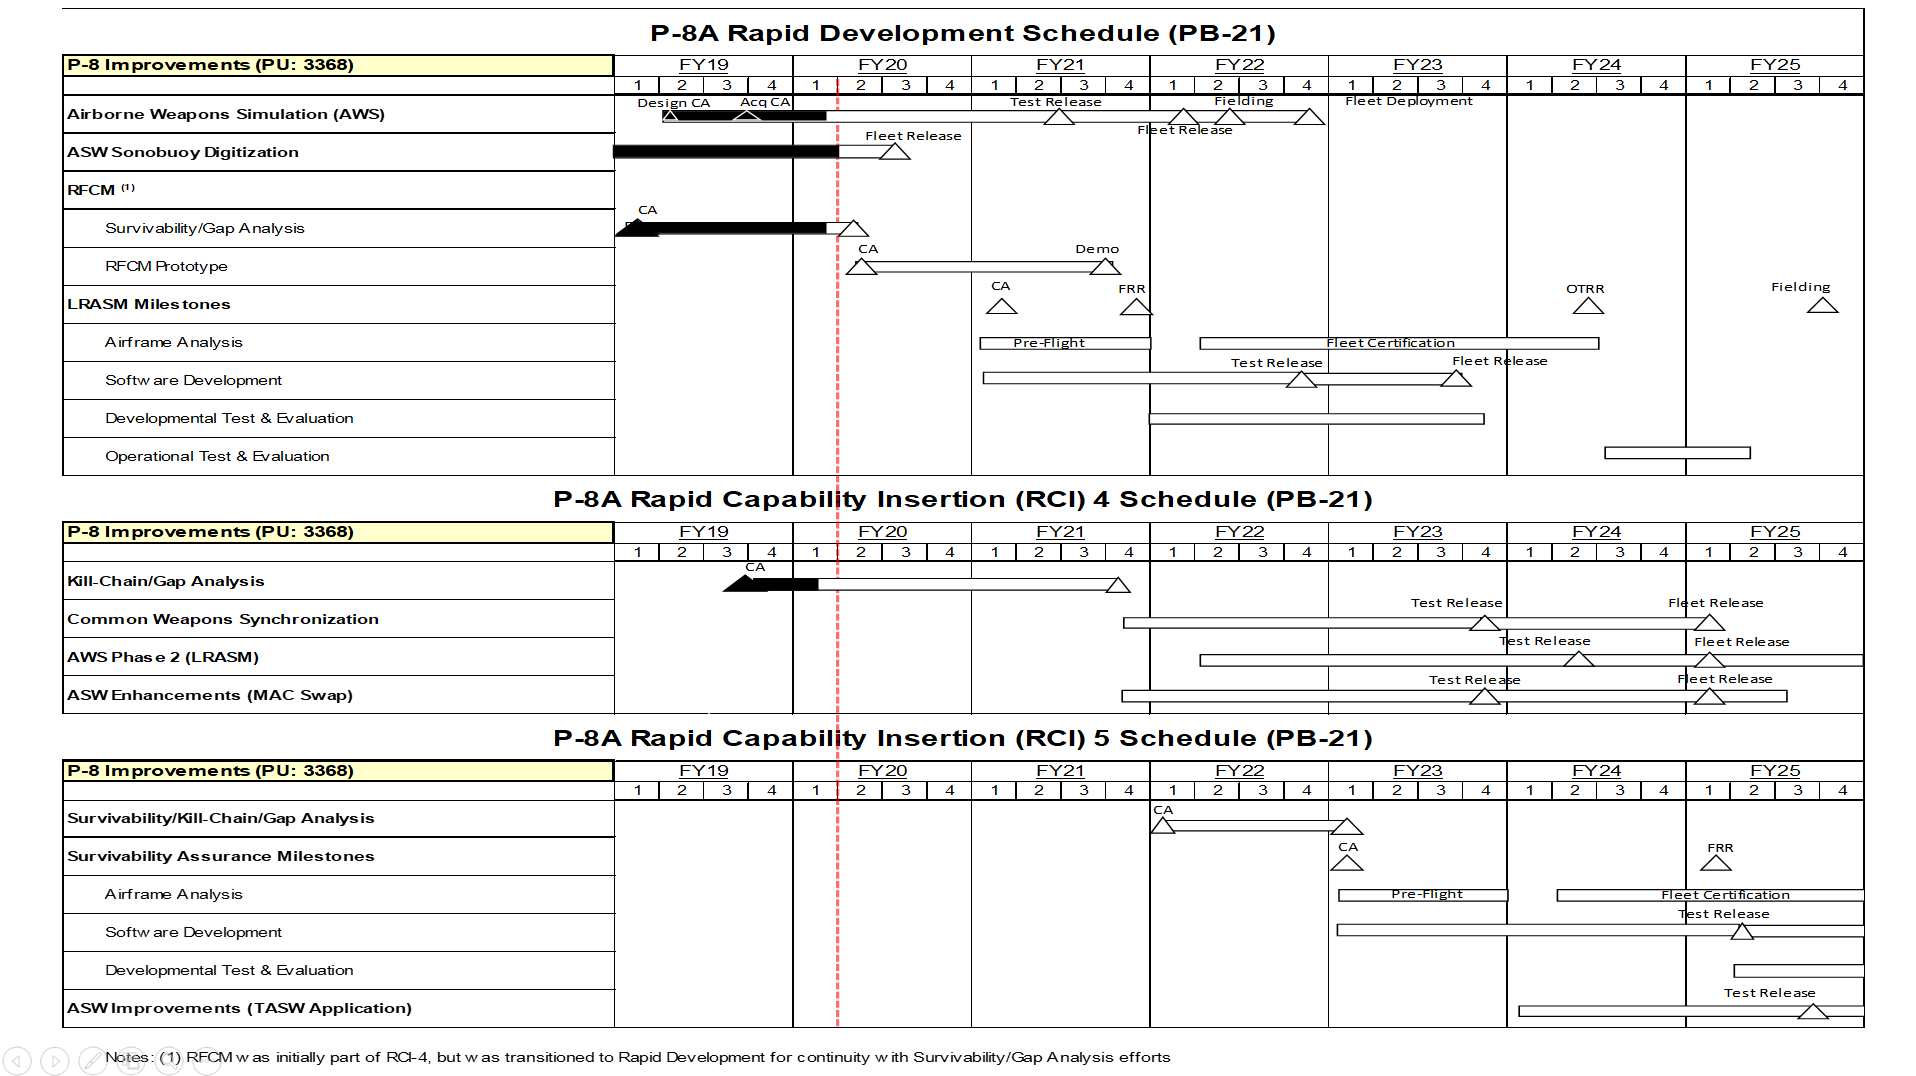 P-8A Rapid Development Schedule (PB-21)
P-8 Improvements (PU: 3368) FY19 FY20 FY21 FY22 FY23 FY24 FY25
1 2 3 4 1 2 3 4 1 2 3 4 1 2 3 4 1 2 3 4 1 2 3 4 1 2 3 4
Design CA Acq CA Test Release Fielding Fleet Deployment
Airborne Weapons Simulation (AWS)
Fleet Release
Fleet Release
ASW Sonobuoy Digitization
RFCM (1)
CA
Survivability/Gap Analysis
CA Demo
RFCM Prototype
CA FRR OTRR Fielding
LRASM Milestones
Airframe Analysis Pre-Flight Fleet Certification
Test Release Fleet Release
Software Development
Developmental Test & Evaluation
Operational Test & Evaluation
P-8A Rapid Capability Insertion (RCI) 4 Schedule (PB-21)
P-8 Improvements (PU: 3368) FY19 FY20 FY21 FY22 FY23 FY24 FY25
1 2 3 4 1 2 3 4 1 2 3 4 1 2 3 4 1 2 3 4 1 2 3 4 1 2 3 4
CA
Kill-Chain/Gap Analysis
Test Release Fleet Release
Common Weapons Synchronization
Test Release Fleet Release
AWS Phase 2 (LRASM)
Test Release Fleet Release
ASW Enhancements (MAC Swap)
P-8A Rapid Capability Insertion (RCI) 5 Schedule (PB-21)
P-8 Improvements (PU: 3368) FY19 FY20 FY21 FY22 FY23 FY24 FY25
1 2 3 4 1 2 3 4 1 2 3 4 1 2 3 4 1 2 3 4 1 2 3 4 1 2 3 4
CA
Survivability/Kill-Chain/Gap Analysis
CA FRR
Survivability Assurance Milestones
Airframe Analysis Pre-Flight Fleet Certification
Test Release
Software Development
Developmental Test & Evaluation
Test Release
ASW Improvements (TASW Application)
Notes: (1) RFCM was initially part of RCI-4, but was transitioned to Rapid Development for continuity with Survivability/Gap Analysis efforts